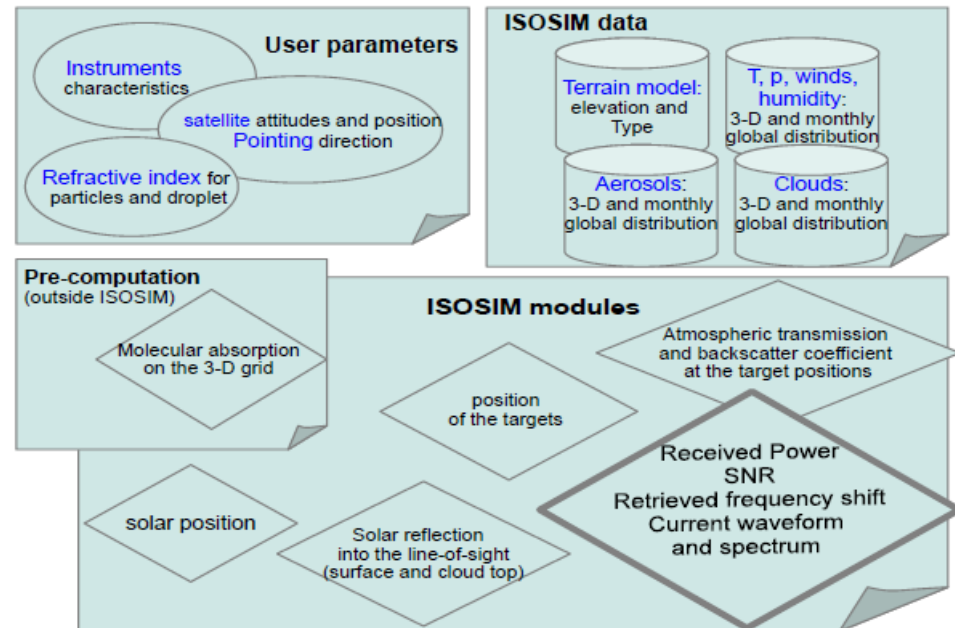 User parameters
Instruments
characteristics
satellite attitudes and position
Pointing direction
Refractive index for
particles and droplet
ISOSIM data
Terrain model:
elevation and
Type
T, p, winds,
humidity:
3-D and monthly
global distribution
Aerosols:
3-D and monthly
global distribution
Clouds:
3-D and monthly
global distribution
Pre-computation
(outside ISOSIM)
Molecular absorption
on the 3-D grid
ISOSIM modules
Atmospheric transmission
and backscatter coefficient
at the target positions
position
of the targets
Received Power
SNR
Retrieved frequency shift
Current waveform
and spectrum
solar position
Solar reflection
into the line-of-sight
(surface and cloud top)